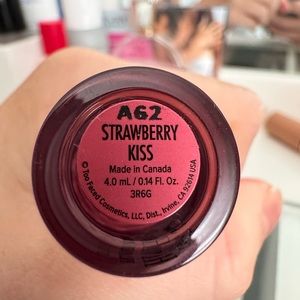 A62
STRAWBERRY
KISS
Made in Canada
4.0 mL / 0.14 Fl. Oz.
3R6G
© Too Faced Cosmetics, LLC, Dist., Irvine, CA 92614 USA